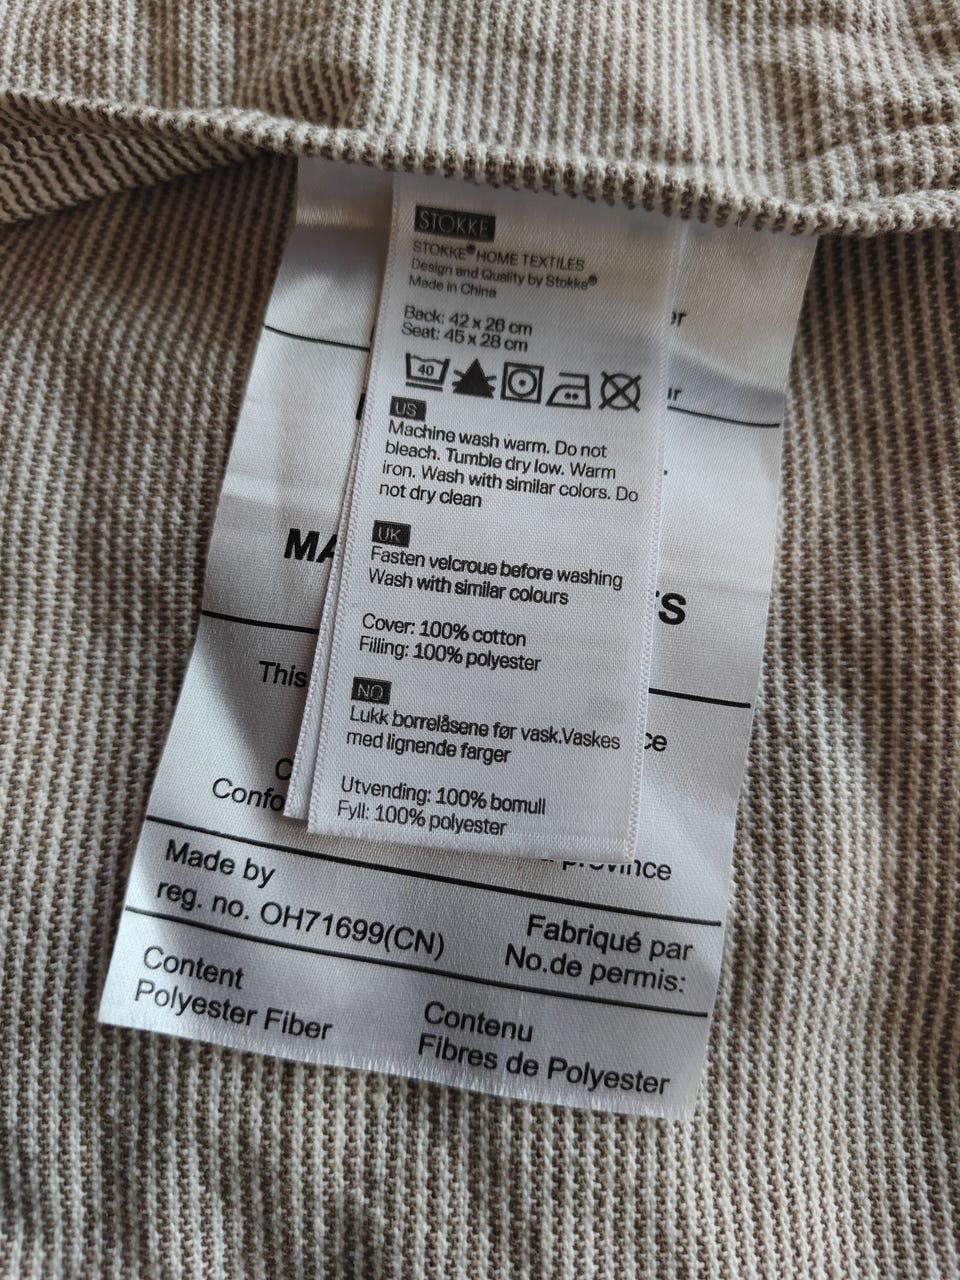 STOKKE
STOKKE® HOME TEXTILES
Design and Quality by Stokke®
Made in China
Back: 42 x 26 cm
Seat: 45 x 28 cm
40
US
Machine wash warm. Do not
bleach. Tumble dry low. Warm
iron. Wash with similar colors. Do
not dry clean
UK
Fasten velcroue before washing
Wash with similar colours
Cover: 100% cotton
Filling: 100% polyester
NO
Lukk borrelåsene før vask.Vaskes
med lignende farger
Utvending: 100% bomull
Fyll: 100% polyester
This
province
Made by
reg. no. OH71699(CN)
Fabriqué par
No.de permis:
Content
Polyester Fiber
Contenu
Fibres de Polyester